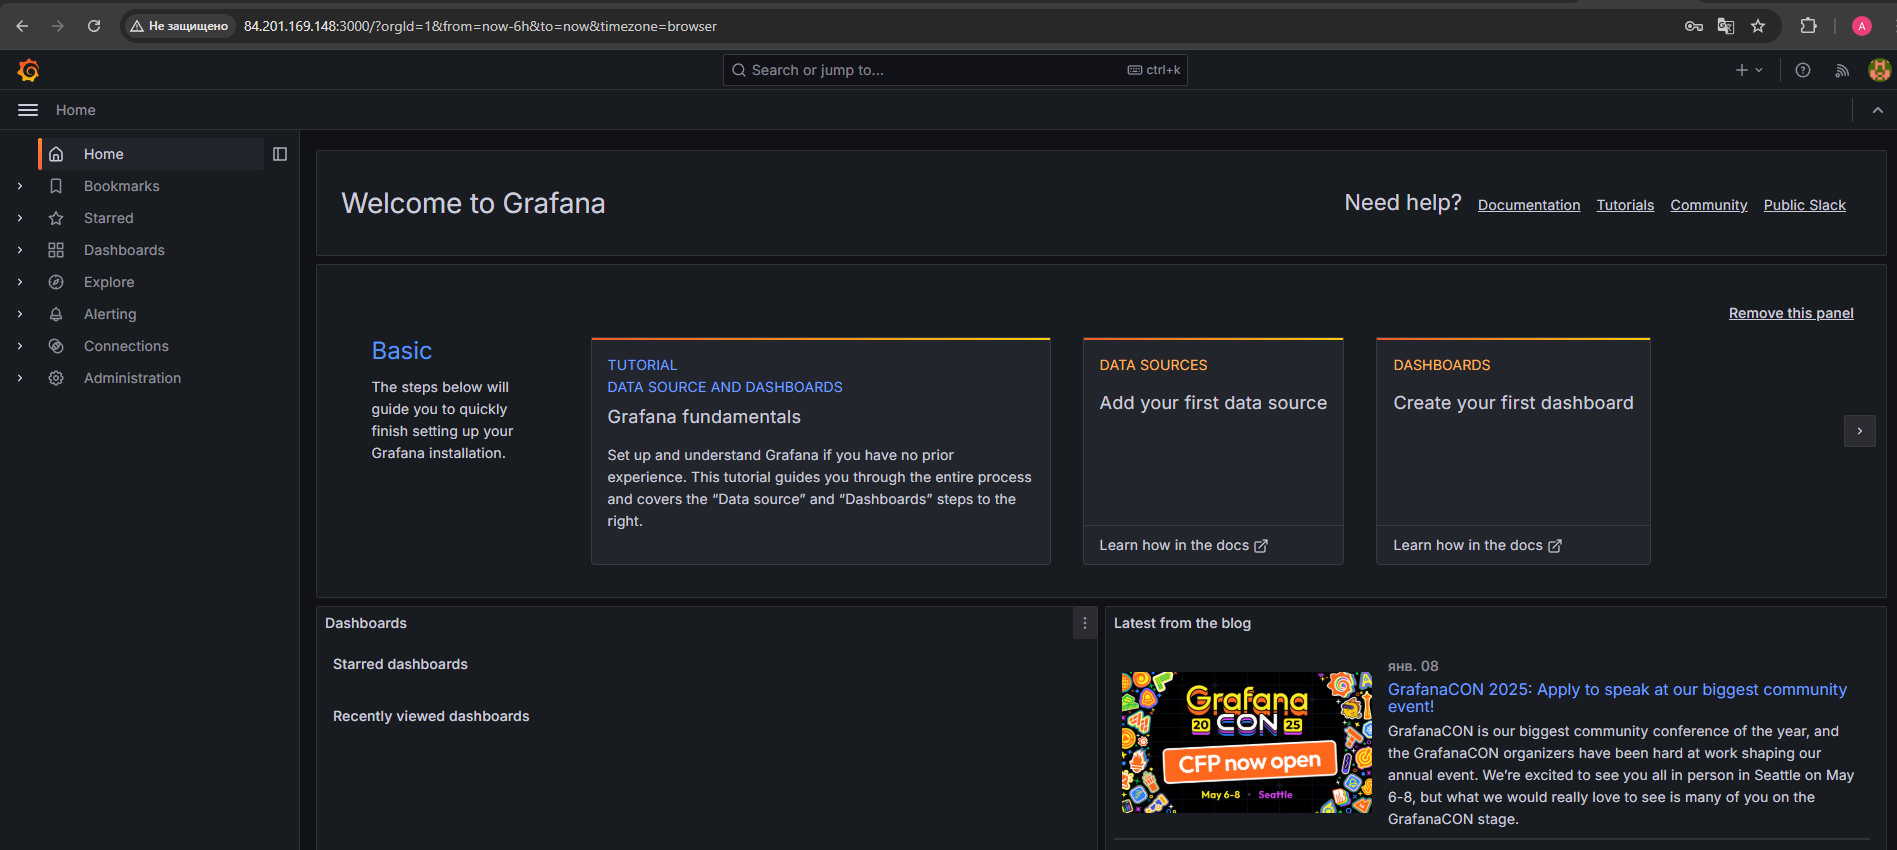 Не защищено
84.201.169.148:3000/?orgId=1&from=now-6h&to=now&timezone=browser
A
Search or jump to...
ctrl+k
Home
Home
Bookmarks
Starred
Dashboards
Explore
Alerting
Connections
Administration
Welcome to Grafana
Need help?
Documentation
Tutorials
Community
Public Slack
Remove this panel
Basic
The steps below will
guide you to quickly
finish setting up your
Grafana installation.
TUTORIAL
DATA SOURCE AND DASHBOARDS
Grafana fundamentals
Set up and understand Grafana if you have no prior
experience. This tutorial guides you through the entire process
and covers the “Data source” and “Dashboards” steps to the
right.
DATA SOURCES
Add your first data source
Learn how in the docs
DASHBOARDS
Create your first dashboard
Learn how in the docs
Dashboards
Starred dashboards
Recently viewed dashboards
Latest from the blog
Grafana
20 CON 25
CFP now open
May 6-8 • Seattle
янв. 08
GrafanaCON 2025: Apply to speak at our biggest community
event!
GrafanaCON is our biggest community conference of the year, and
the GrafanaCON organizers have been hard at work shaping our
annual event. We’re excited to see you all in person in Seattle on May
6-8, but what we would really love to see is many of you on the
GrafanaCON stage.